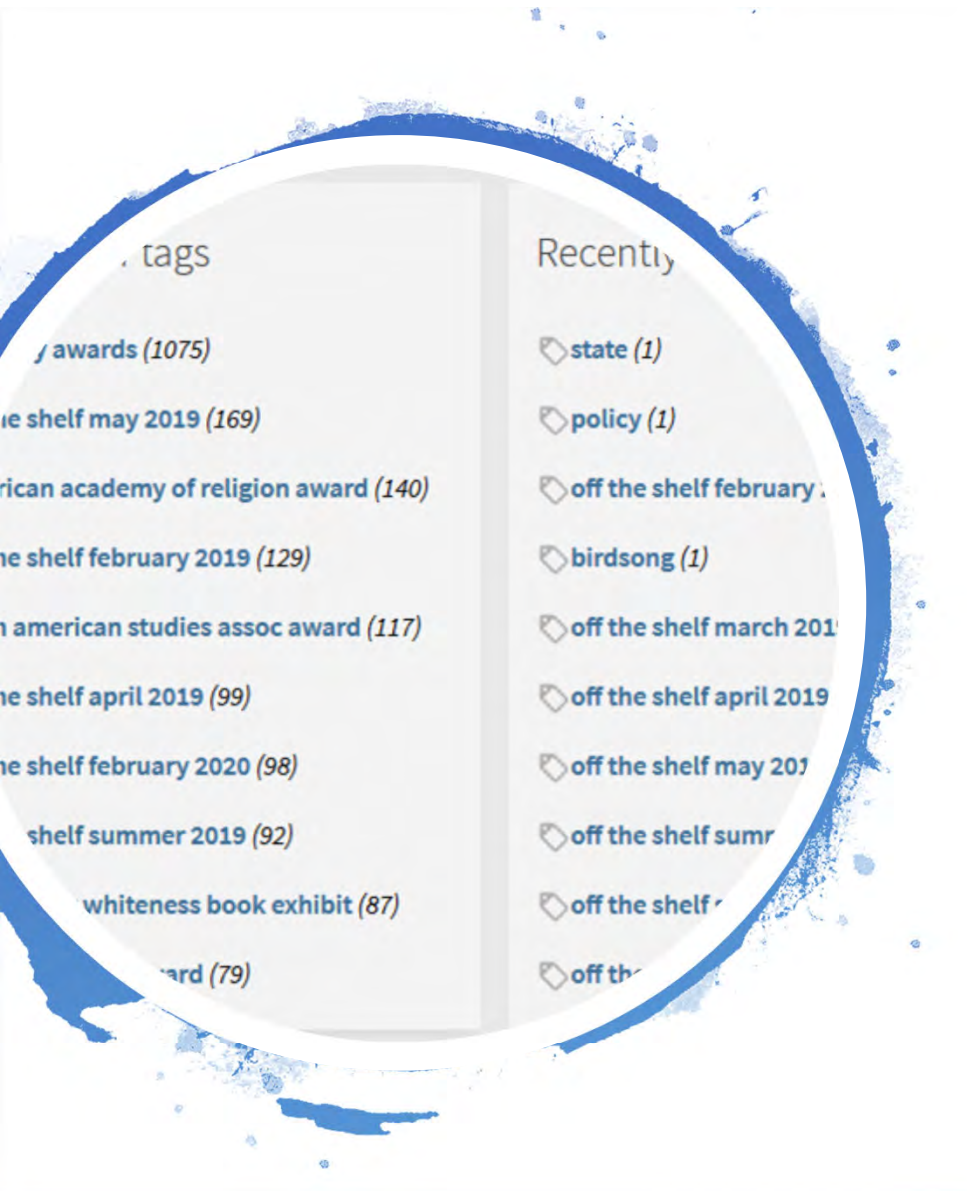 tags
awards (1075)
shelf may 2019 (169)
academy of religion award (140)
shelf february 2019 (129)
american studies assoc award (117)
shelf april 2019 (99)
shelf february 2020 (98)
shelf summer 2019 (92)
whiteness book exhibit (87)
(79)
Recently
state (1)
policy (1)
off the shelf february
birdsong (1)
off the shelf march
off the shelf april 2019
off the shelf may
off the shelf
off the shelf
off